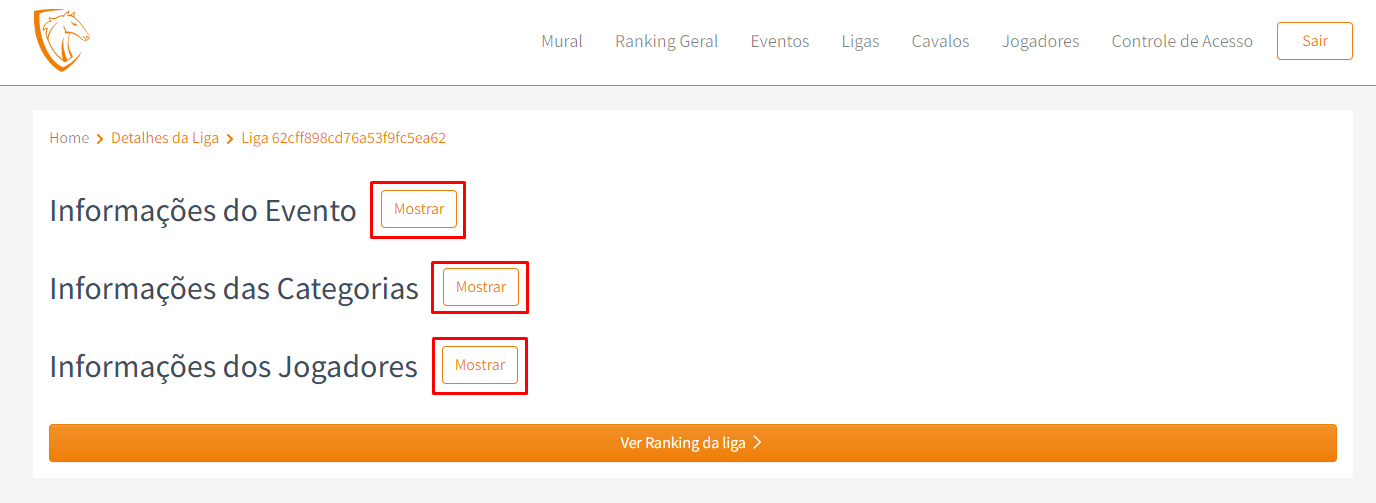 Mural Ranking Geral Eventos Ligas Cavalos Jogadores Controle de Acesso Sair
Home Detalhes da Liga Liga 62cff898cd76a53f9fc5ea62
Informações do Evento Mostrar
Informações das Categorias Mostrar
Informações dos Jogadores Mostrar
Ver Ranking da liga